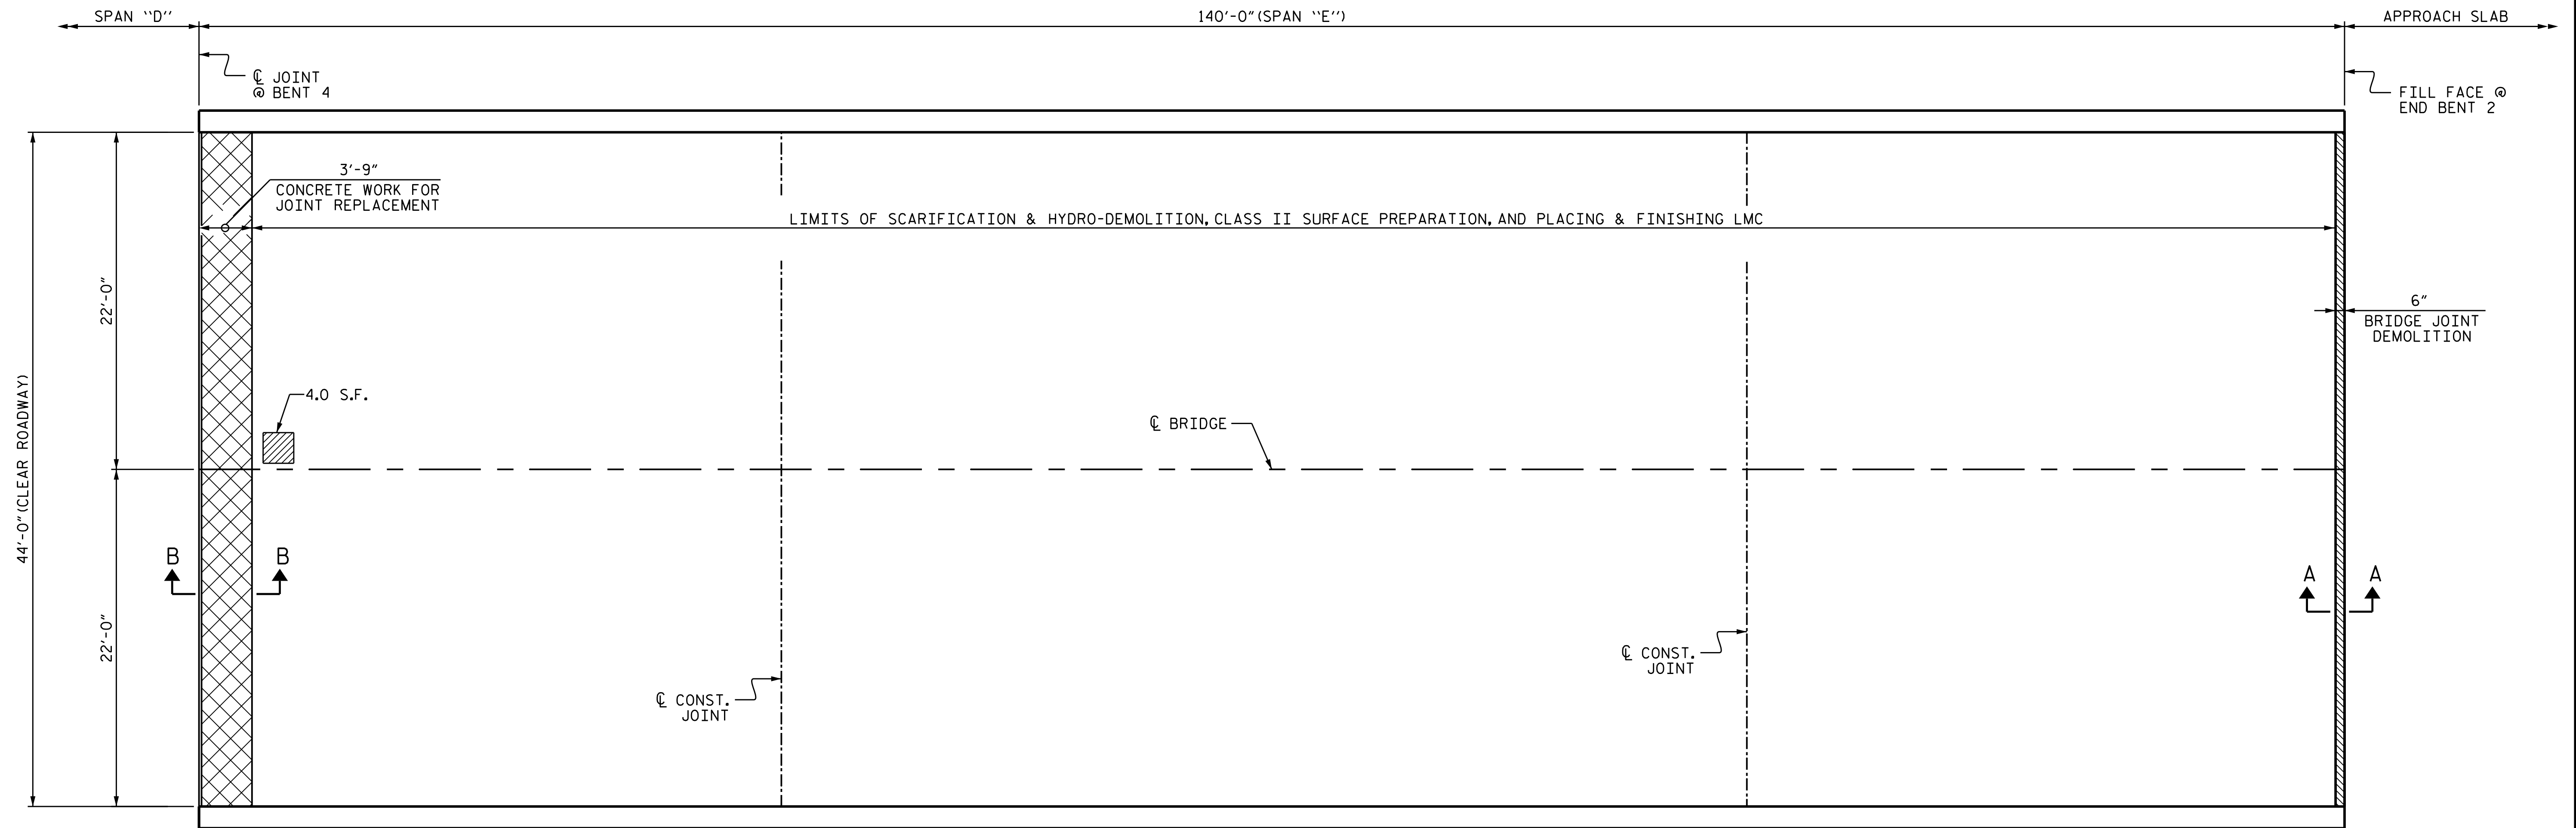 SPAN ‘‘D’’
140′-0″ (SPAN ‘‘E’’)
APPROACH SLAB
℄ JOINT
@ BENT 4
FILL FACE @
END BENT 2
3′-9″
CONCRETE WORK FOR
JOINT REPLACEMENT
LIMITS OF SCARIFICATION & HYDRO-DEMOLITION, CLASS II SURFACE PREPARATION, AND PLACING & FINISHING LMC
22′-0″
6″
BRIDGE JOINT
DEMOLITION
44′-0″ (CLEAR ROADWAY)
4.0 S.F.
℄ BRIDGE
B
B
A
A
22′-0″
℄ CONST.
JOINT
℄ CONST.
JOINT